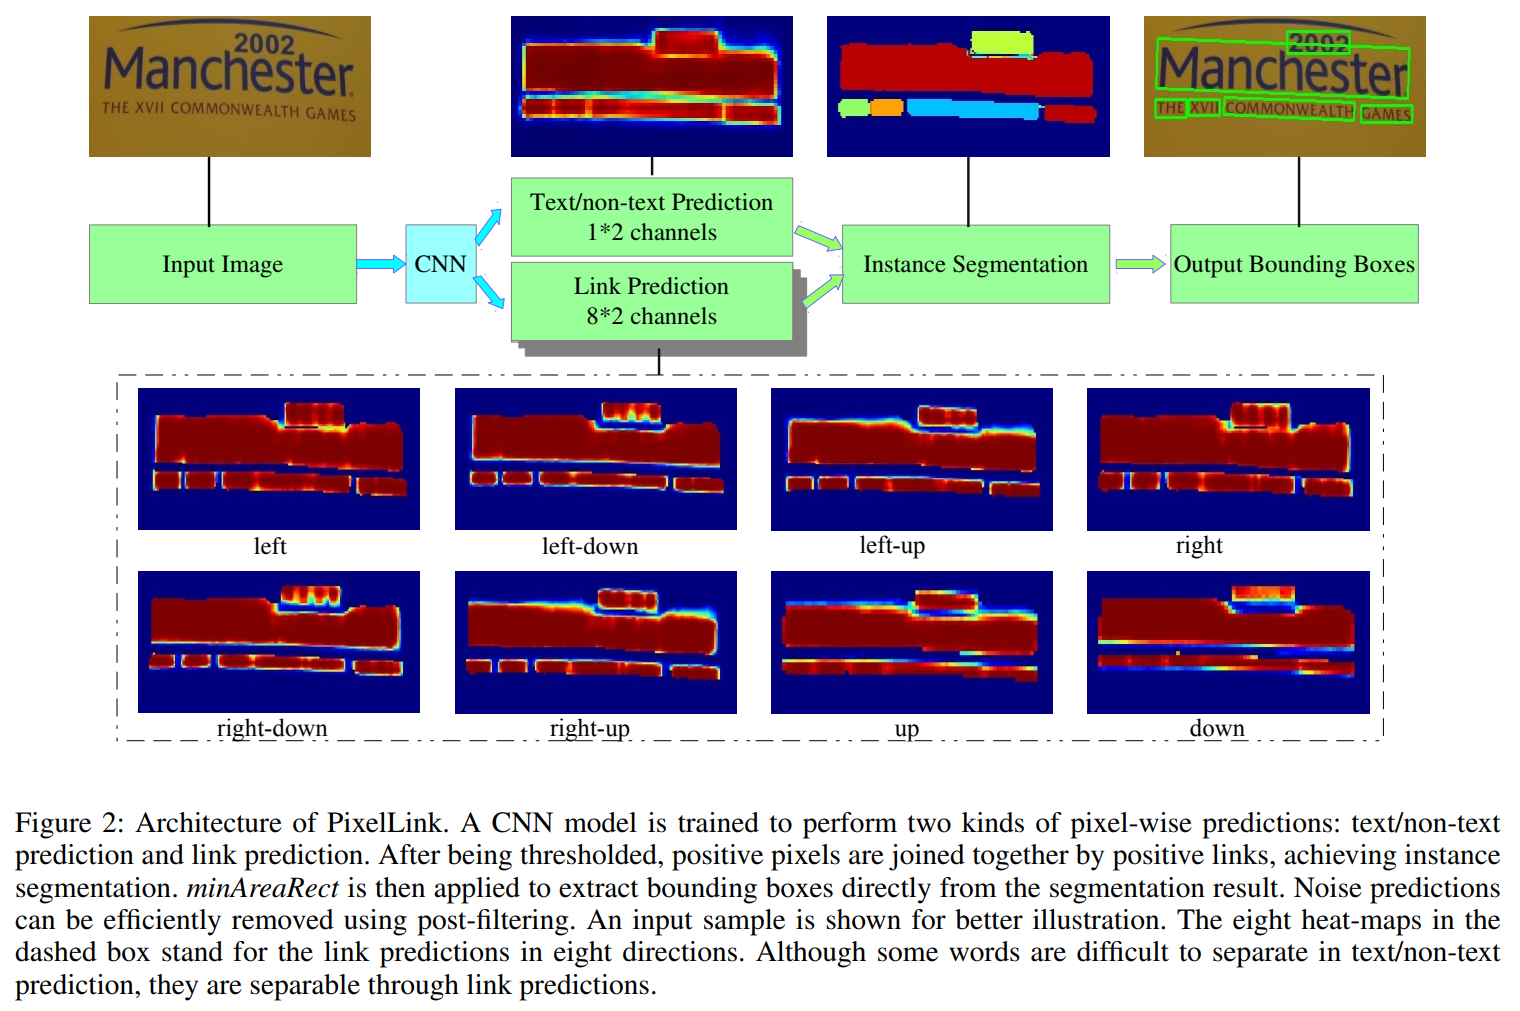 2002
Manchester
THE XVII COMMONWEALTH GAMES
2002
Manchester
THE XVII COMMONWEALTH GAMES
Input Image
CNN
Text/non-text Prediction
1*2 channels
Link Prediction
8*2 channels
Instance Segmentation
Output Bounding Boxes
left
left-down
left-up
right
right-down
right-up
up
down
Figure 2: Architecture of PixelLink. A CNN model is trained to perform two kinds of pixel-wise predictions: text/non-text
prediction and link prediction. After being thresholded, positive pixels are joined together by positive links, achieving instance
segmentation. minAreaRect is then applied to extract bounding boxes directly from the segmentation result. Noise predictions
can be efficiently removed using post-filtering. An input sample is shown for better illustration. The eight heat-maps in the
dashed box stand for the link predictions in eight directions. Although some words are difficult to separate in text/non-text
prediction, they are separable through link predictions.